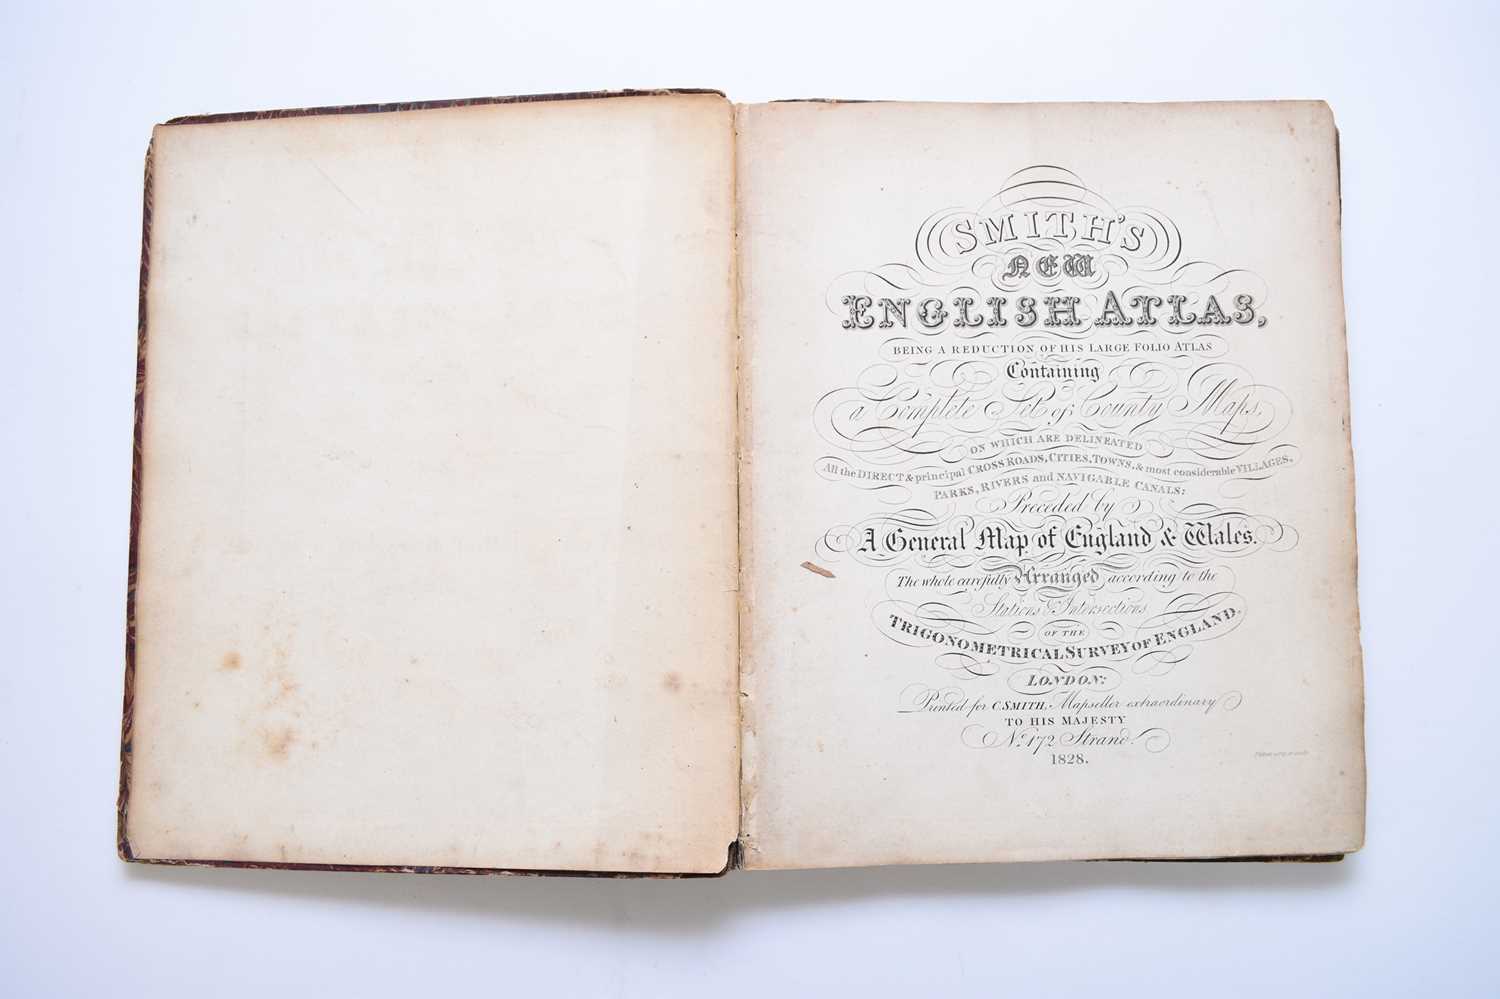 SMITH'S
NEW
ENGLISH ATLAS,
BEING A REDUCTION OF HIS LARGE FOLIO ATLAS
Containing
a Complete Set of County Maps,
ON WHICH ARE DELINEATED
All the DIRECT & principal CROSS ROADS, CITIES, TOWNS, & most considerable VILLAGES,
PARKS, RIVERS and NAVIGABLE CANALS:
Preceded by
A General Map of England & Wales.
The whole carefully Arranged according to the
Stations & Intersections
OF THE
TRIGONOMETRICAL SURVEY OF ENGLAND.
LONDON:
Printed for C. SMITH, Mapseller extraordinary
TO HIS MAJESTY
No. 172 Strand.
1828.